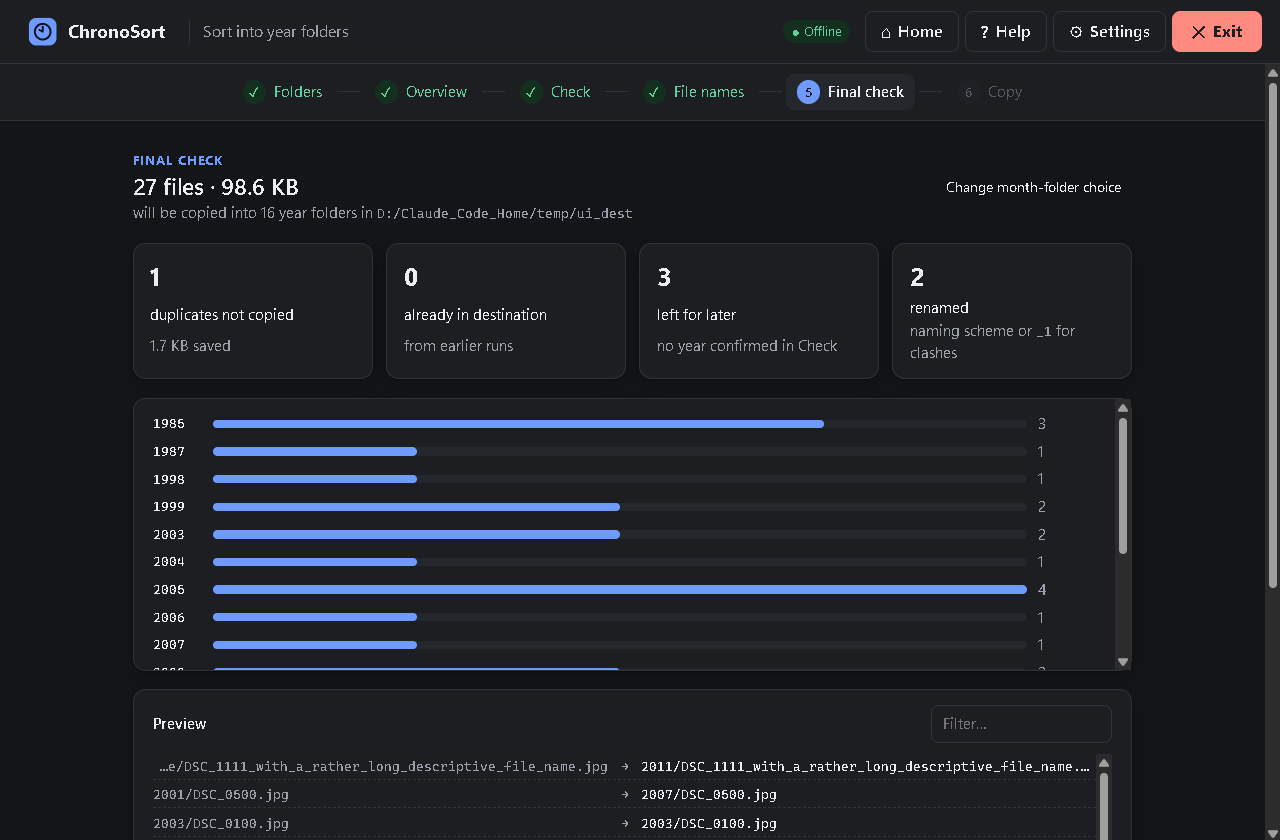 ChronoSort
Sort into year folders
Offline
Home
? Help
Settings
Exit
Folders
Overview
Check
File names
5 Final check
6 Copy
FINAL CHECK
27 files · 98.6 KB
Change month-folder choice
will be copied into 16 year folders in D:/Claude_Code_Home/temp/ui_dest
1
duplicates not copied
1.7 KB saved
0
already in destination
from earlier runs
3
left for later
no year confirmed in Check
2
renamed
naming scheme or _1 for
clashes
1986 3
1987 1
1998 1
1999 2
2003 2
2004 1
2005 4
2006 1
2007 1
Preview
Filter...
…e/DSC_1111_with_a_rather_long_descriptive_file_name.jpg → 2011/DSC_1111_with_a_rather_long_descriptive_file_name.…
2001/DSC_0500.jpg → 2007/DSC_0500.jpg
2003/DSC_0100.jpg → 2003/DSC_0100.jpg